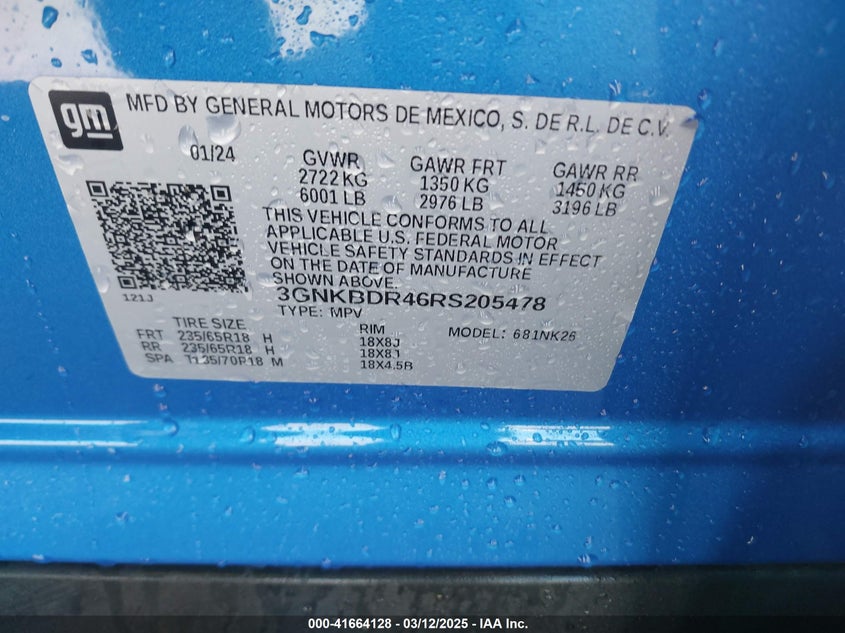 gm
MFD BY GENERAL MOTORS DE MEXICO, S. DE R.L. DE C.V.
01/24 GVWR GAWR FRT GAWR RR
2722 KG 1350 KG 1450 KG
6001 LB 2976 LB 3196 LB
THIS VEHICLE CONFORMS TO ALL
APPLICABLE U.S. FEDERAL MOTOR
VEHICLE SAFETY STANDARDS IN EFFECT
ON THE DATE OF MANUFACTURE
SHOWN ABOVE.
121J
3GNKBDR46RS205478
TYPE: MPV
TIRE SIZE RIM MODEL: 681NK26
FRT 235/65R18 H 18X8J
RR 235/65R18 H 18X8J
SPA T135/70R18 M 18X4.5B
000-41664128 - 03/12/2025 - IAA Inc.